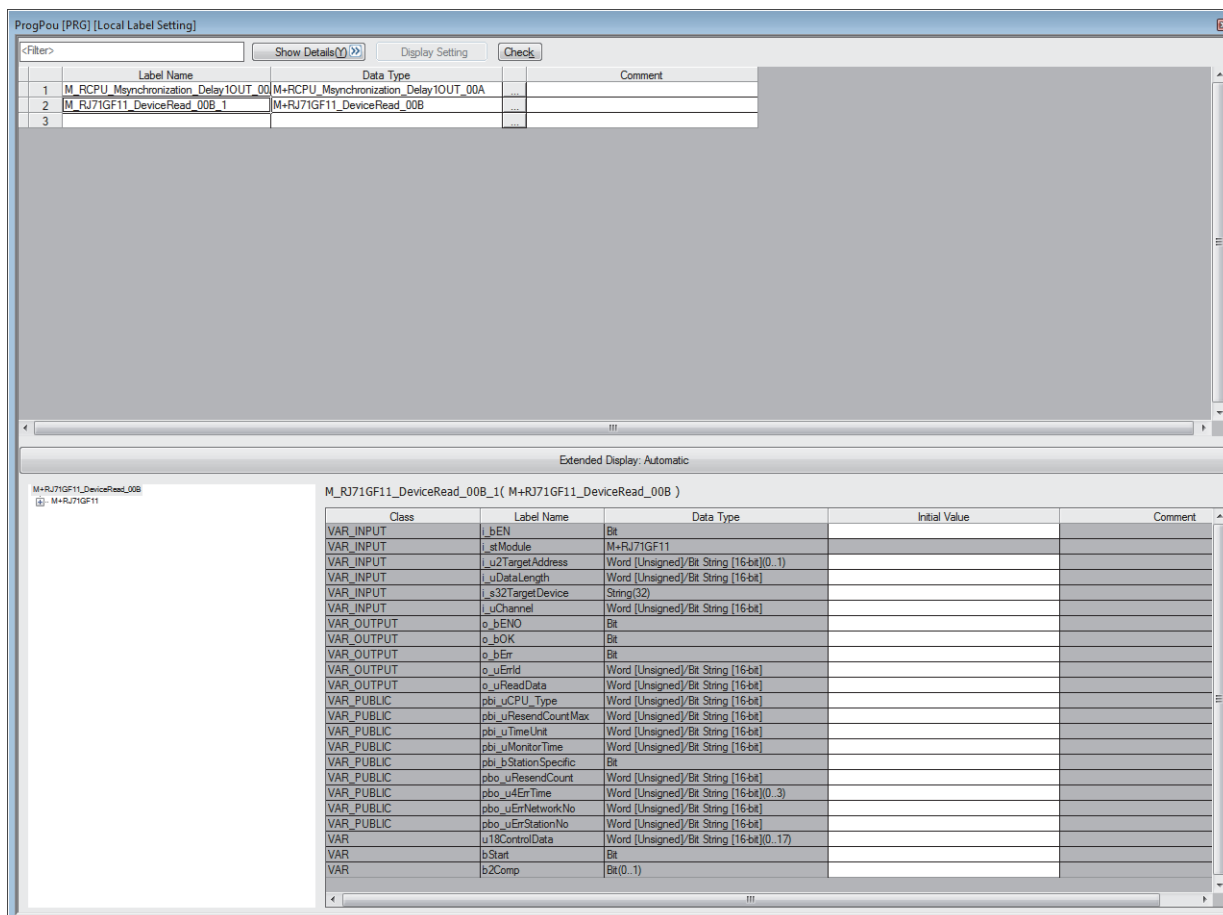 ProgPou [PRG] [Local Label Setting]
<Filter> Show Details(Y) Display Setting Check
Label Name Data Type Comment
1 M_RCPU_Msynchronization_Delay1OUT_00 M+RCPU_Msynchronization_Delay1OUT_00A ...
2 M_RJ71GF11_DeviceRead_00B_1 M+RJ71GF11_DeviceRead_00B ...
3 ...
Extended Display: Automatic
M+RJ71GF11_DeviceRead_00B
M+RJ71GF11
M_RJ71GF11_DeviceRead_00B_1( M+RJ71GF11_DeviceRead_00B )
Class Label Name Data Type Initial Value Comment
VAR_INPUT i_bEN Bit
VAR_INPUT i_stModule M+RJ71GF11
VAR_INPUT i_u2TargetAddress Word [Unsigned]/Bit String [16-bit](0..1)
VAR_INPUT i_uDataLength Word [Unsigned]/Bit String [16-bit]
VAR_INPUT i_s32TargetDevice String(32)
VAR_INPUT i_uChannel Word [Unsigned]/Bit String [16-bit]
VAR_OUTPUT o_bENO Bit
VAR_OUTPUT o_bOK Bit
VAR_OUTPUT o_bErr Bit
VAR_OUTPUT o_uErrId Word [Unsigned]/Bit String [16-bit]
VAR_OUTPUT o_uReadData Word [Unsigned]/Bit String [16-bit]
VAR_PUBLIC pbi_uCPU_Type Word [Unsigned]/Bit String [16-bit]
VAR_PUBLIC pbi_uResendCountMax Word [Unsigned]/Bit String [16-bit]
VAR_PUBLIC pbi_uTimeUnit Word [Unsigned]/Bit String [16-bit]
VAR_PUBLIC pbi_uMonitorTime Word [Unsigned]/Bit String [16-bit]
VAR_PUBLIC pbi_bStationSpecific Bit
VAR_PUBLIC pbo_uResendCount Word [Unsigned]/Bit String [16-bit]
VAR_PUBLIC pbo_u4ErrTime Word [Unsigned]/Bit String [16-bit](0..3)
VAR_PUBLIC pbo_uErrNetworkNo Word [Unsigned]/Bit String [16-bit]
VAR_PUBLIC pbo_uErrStationNo Word [Unsigned]/Bit String [16-bit]
VAR u18ControlData Word [Unsigned]/Bit String [16-bit](0..17)
VAR bStart Bit
VAR b2Comp Bit(0..1)